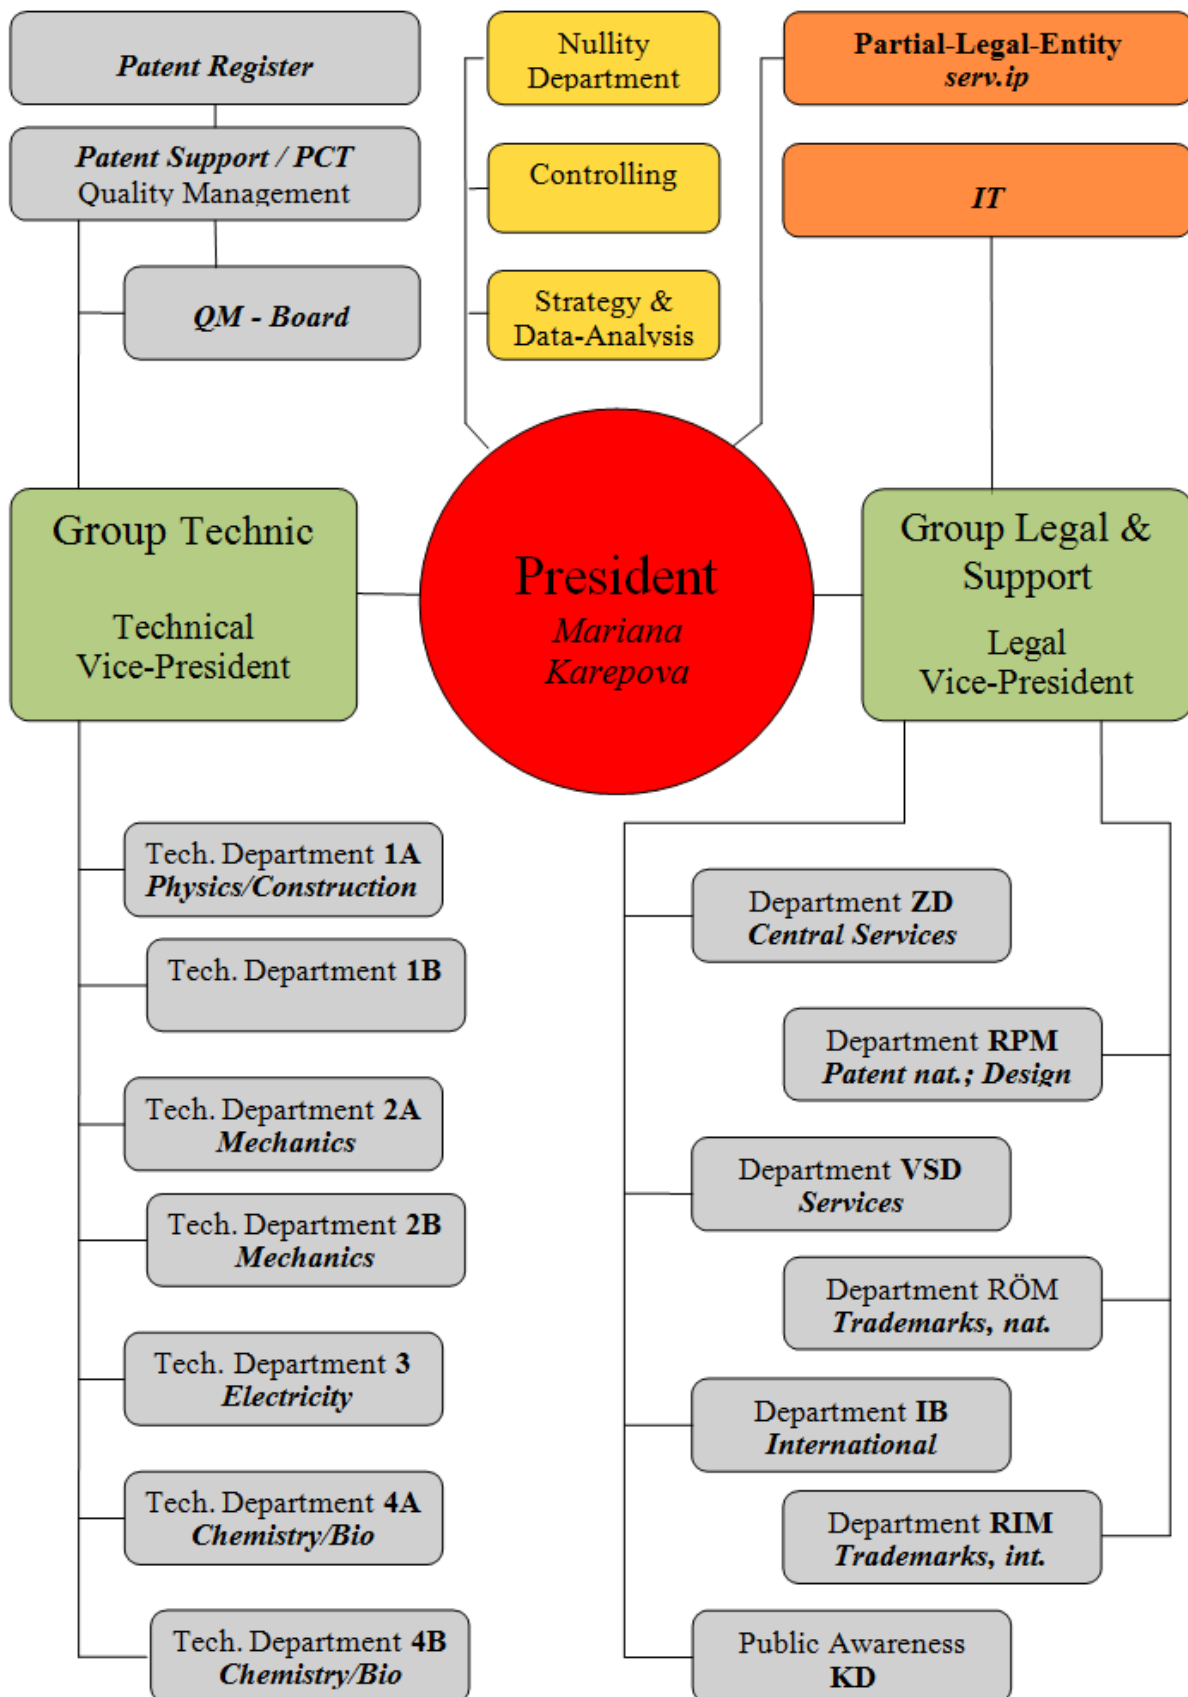 Patent Register
Patent Support / PCT
Quality Management
QM - Board
Nullity
Department
Controlling
Strategy &
Data-Analysis
Partial-Legal-Entity
serv.ip
IT
Group Technic
Technical
Vice-President
President
Mariana
Karepova
Group Legal &
Support
Legal
Vice-President
Tech. Department 1A
Physics/Construction
Tech. Department 1B
Tech. Department 2A
Mechanics
Tech. Department 2B
Mechanics
Tech. Department 3
Electricity
Tech. Department 4A
Chemistry/Bio
Tech. Department 4B
Chemistry/Bio
Department ZD
Central Services
Department RPM
Patent nat.; Design
Department VSD
Services
Department RÖM
Trademarks, nat.
Department IB
International
Department RIM
Trademarks, int.
Public Awareness
KD